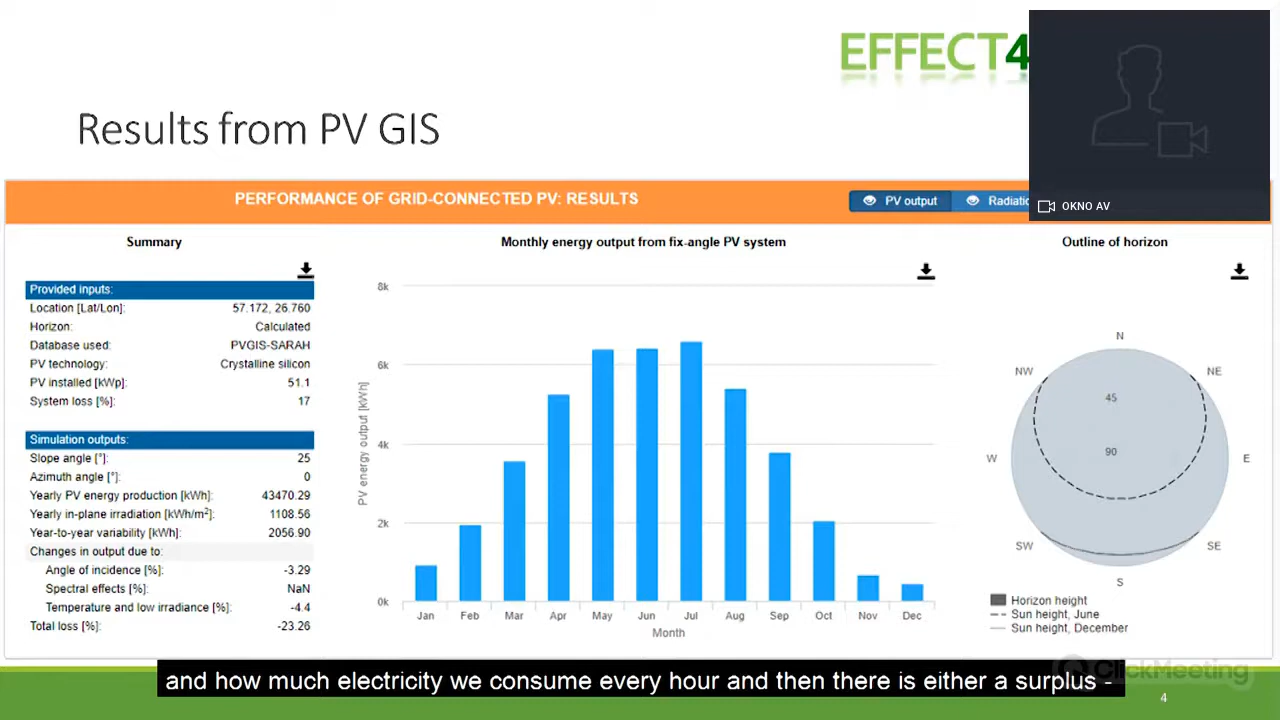 EFFECT4
Results from PV GIS
OKNO AV
PERFORMANCE OF GRID-CONNECTED PV: RESULTS
PV output
Summary
Provided inputs:
Location [Lat/Lon]: 57.172, 26.760
Horizon: Calculated
Database used: PVGIS-SARAH
PV technology: Crystalline silicon
PV installed [kWp]: 51.1
System loss [%]: 17
Simulation outputs:
Slope angle [°]: 25
Azimuth angle [°]: 0
Yearly PV energy production [kWh]: 43470.29
Yearly in-plane irradiation [kWh/m²]: 1108.56
Year-to-year variability [kWh]: 2056.90
Changes in output due to:
Angle of incidence [%]: -3.29
Spectral effects [%]: NaN
Temperature and low irradiance [%]: -4.4
Total loss [%]: -23.26
Monthly energy output from fix-angle PV system
PV energy output [kWh]
8k
6k
4k
2k
0k
Jan Feb Mar Apr May Jun Jul Aug Sep Oct Nov Dec
Month
Outline of horizon
N
NW NE
45
W 90 E
SW SE
S
Horizon height
Sun height, June
Sun height, December
ClickMeeting
and how much electricity we consume every hour and then there is either a surplus -
4